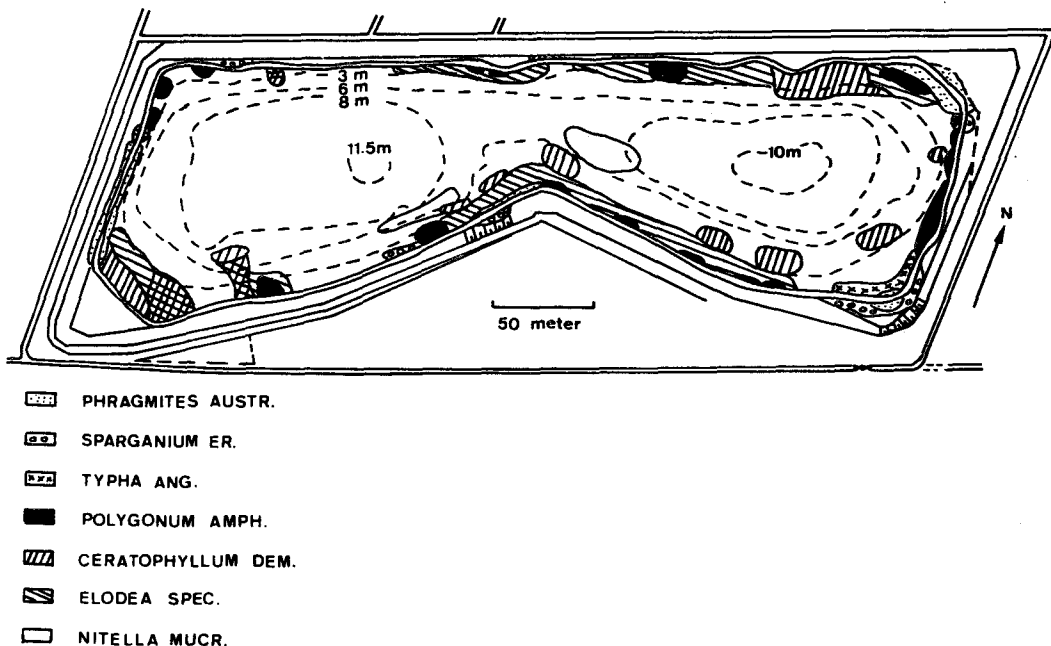 3 m
6 m
8 m
11.5m
10m
N
50 meter
PHRAGMITES AUSTR.
SPARGANIUM ER.
TYPHA ANG.
POLYGONUM AMPH.
CERATOPHYLLUM DEM.
ELODEA SPEC.
NITELLA MUCR.